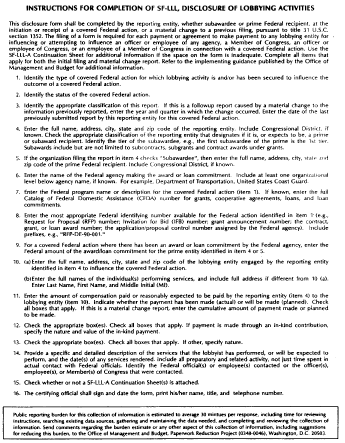 INSTRUCTIONS FOR COMPLETION OF SF-LLL, DISCLOSURE OF LOBBYING ACTIVITIES
This disclosure form shall be completed by the reporting entity, whether subawardee or prime Federal recipient, at the
initiation or receipt of a covered Federal action, or a material change to a previous filing, pursuant to title 31 U.S.C.
section 1352. The filing of a form is required for each payment or agreement to make payment to any lobbying entity for
influencing or attempting to influence an officer or employee of any agency, a Member of Congress, an officer or
employee of Congress, or an employee of a Member of Congress in connection with a covered Federal action. Use the
SF-LLL-A Continuation Sheet for additional information if the space on the form is inadequate. Complete all items that
apply for both the initial filing and material change report. Refer to the implementing guidance published by the Office of
Management and Budget for additional information.
1. Identify the type of covered Federal action for which lobbying activity is and/or has been secured to influence the
outcome of a covered Federal action.
2. Identify the status of the covered Federal action.
3. Identify the appropriate classification of this report. If this is a followup report caused by a material change to the
information previously reported, enter the year and quarter in which the change occurred. Enter the date of the last
previously submitted report by this reporting entity for this covered Federal action.
4. Enter the full name, address, city, state and zip code of the reporting entity. Include Congressional District, if
known. Check the appropriate classification of the reporting entity that designates if it is, or expects to be, a prime
or subaward recipient. Identify the tier of the subawardee, e.g., the first subawardee of the prime is the 1st tier.
Subawards include but are not limited to subcontracts, subgrants and contract awards under grants.
5. If the organization filing the report in item 4 checks "Subawardee", then enter the full name, address, city, state and
zip code of the prime Federal recipient. Include Congressional District, if known.
6. Enter the name of the Federal agency making the award or loan commitment. Include at least one organizational
level below agency name, if known. For example, Department of Transportation, United States Coast Guard.
7. Enter the Federal program name or description for the covered Federal action (item 1). If known, enter the full
Catalog of Federal Domestic Assistance (CFDA) number for grants, cooperative agreements, loans, and loan
commitments.
8. Enter the most appropriate Federal identifying number available for the Federal action identified in item 1 (e.g.,
Request for Proposal (RFP) number; Invitation for Bid (IFB) number; grant announcement number; the contract,
grant, or loan award number; the application/proposal control number assigned by the Federal agency). Include
prefixes, e.g., "RFP-DE-90-001."
9. For a covered Federal action where there has been an award or loan commitment by the Federal agency, enter the
Federal amount of the award/loan commitment for the prime entity identified in item 4 or 5.
10. (a) Enter the full name, address, city, state and zip code of the lobbying entity engaged by the reporting entity
identified in item 4 to influence the covered Federal action.
(b) Enter the full names of the individual(s) performing services, and include full address if different from 10 (a).
Enter Last Name, First Name, and Middle Initial (MI).
11. Enter the amount of compensation paid or reasonably expected to be paid by the reporting entity (item 4) to the
lobbying entity (item 10). Indicate whether the payment has been made (actual) or will be made (planned). Check
all boxes that apply. If this is a material change report, enter the cumulative amount of payment made or planned
to be made.
12. Check the appropriate box(es). Check all boxes that apply. If payment is made through an in-kind contribution,
specify the nature and value of the in-kind payment.
13. Check the appropriate box(es). Check all boxes that apply. If other, specify nature.
14. Provide a specific and detailed description of the services that the lobbyist has performed, or will be expected to
perform, and the date(s) of any services rendered. Include all preparatory and related activity, not just time spent in
actual contact with Federal officials. Identify the Federal official(s) or employee(s) contacted or the officer(s),
employee(s), or Member(s) of Congress that were contacted.
15. Check whether or not a SF-LLL-A Continuation Sheet(s) is attached.
16. The certifying official shall sign and date the form, print his/her name, title, and telephone number.
Public reporting burden for this collection of information is estimated to average 30 mintues per response, including time for reviewing
instructions, searching existing data sources, gathering and maintaining the data needed, and completing and reviewing the collection of
information. Send comments regarding the burden estimate or any other aspect of this collection of information, including suggestions
for reducing this burden, to the Office of Management and Budget, Paperwork Reduction Project (0348-0046), Washington, D.C. 20503.